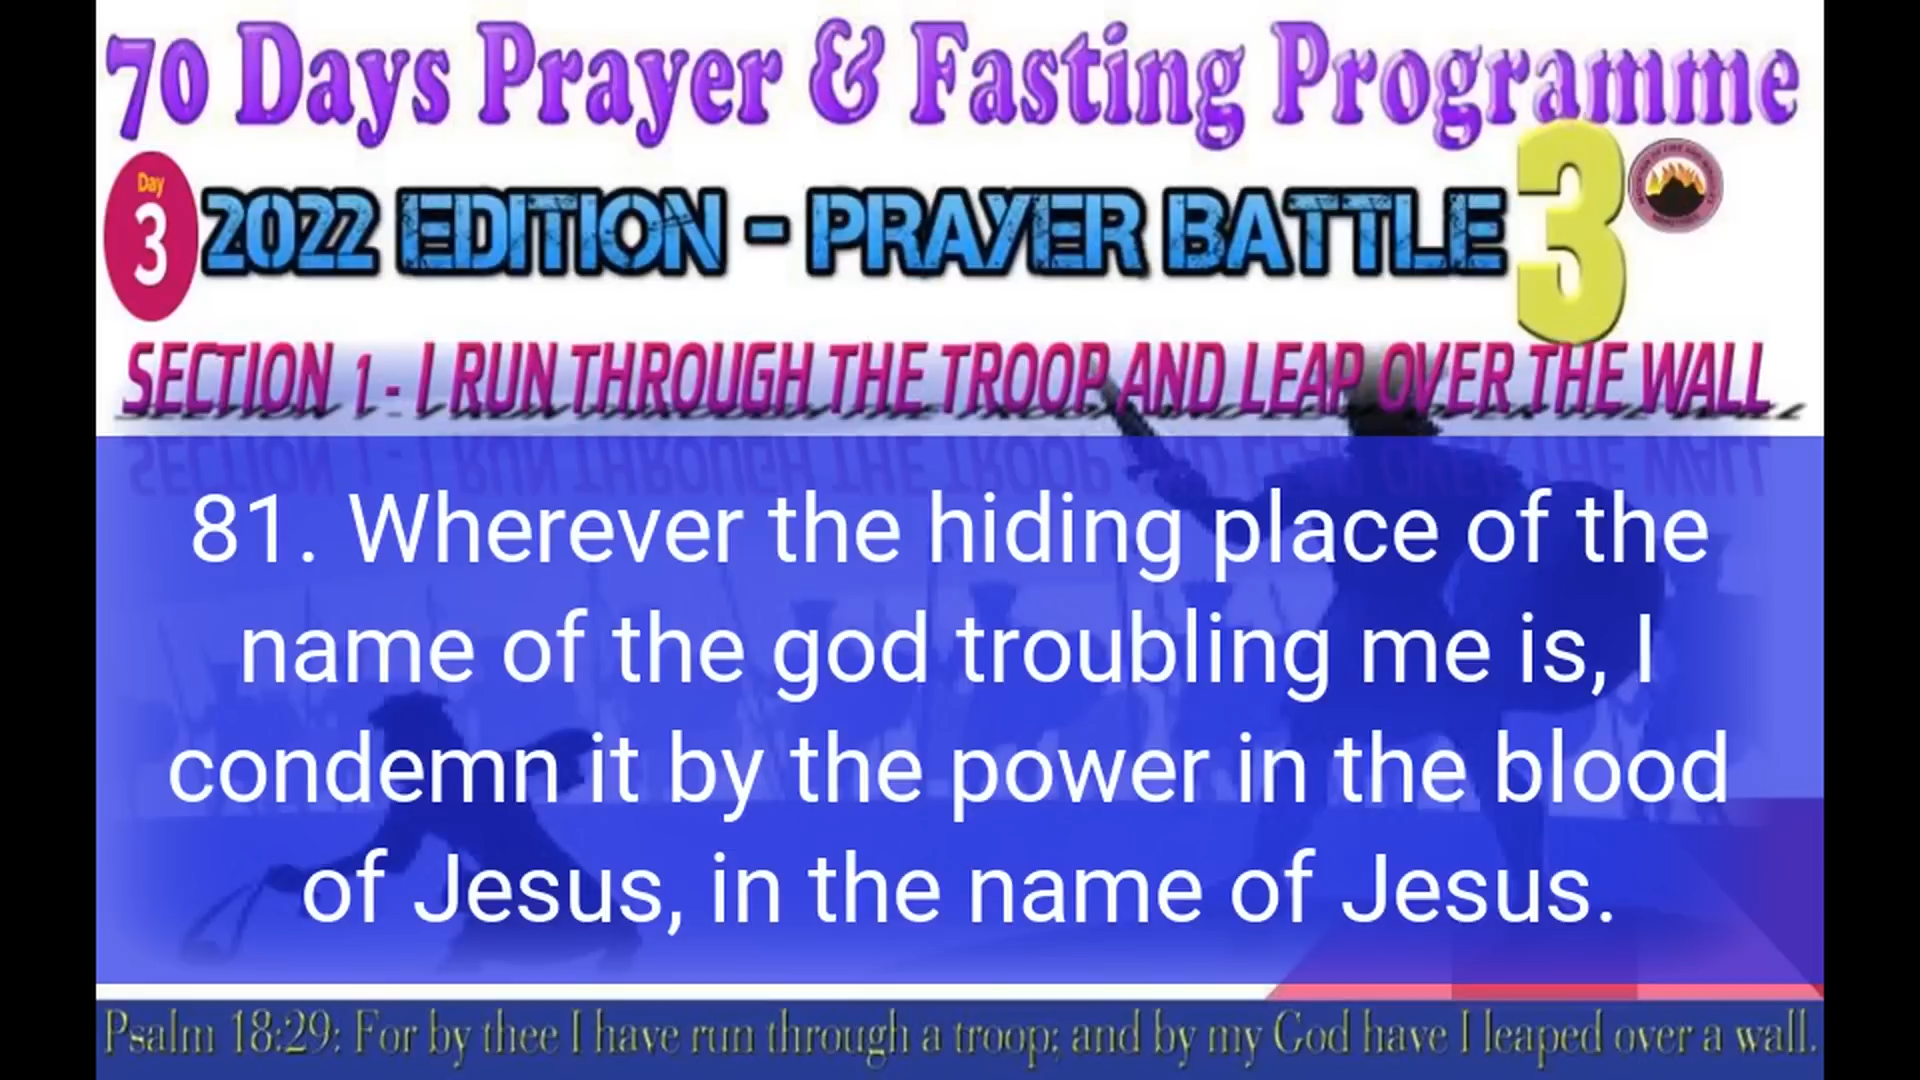 70 Days Prayer & Fasting Programme
Day
3
2022 EDITION - PRAYER BATTLE 3
SECTION 1 - I RUN THROUGH THE TROOP AND LEAP OVER THE WALL
81. Wherever the hiding place of the
name of the god troubling me is, I
condemn it by the power in the blood
of Jesus, in the name of Jesus.
Psalm 18:29: For by thee I have run through a troop; and by my God have I leaped over a wall.